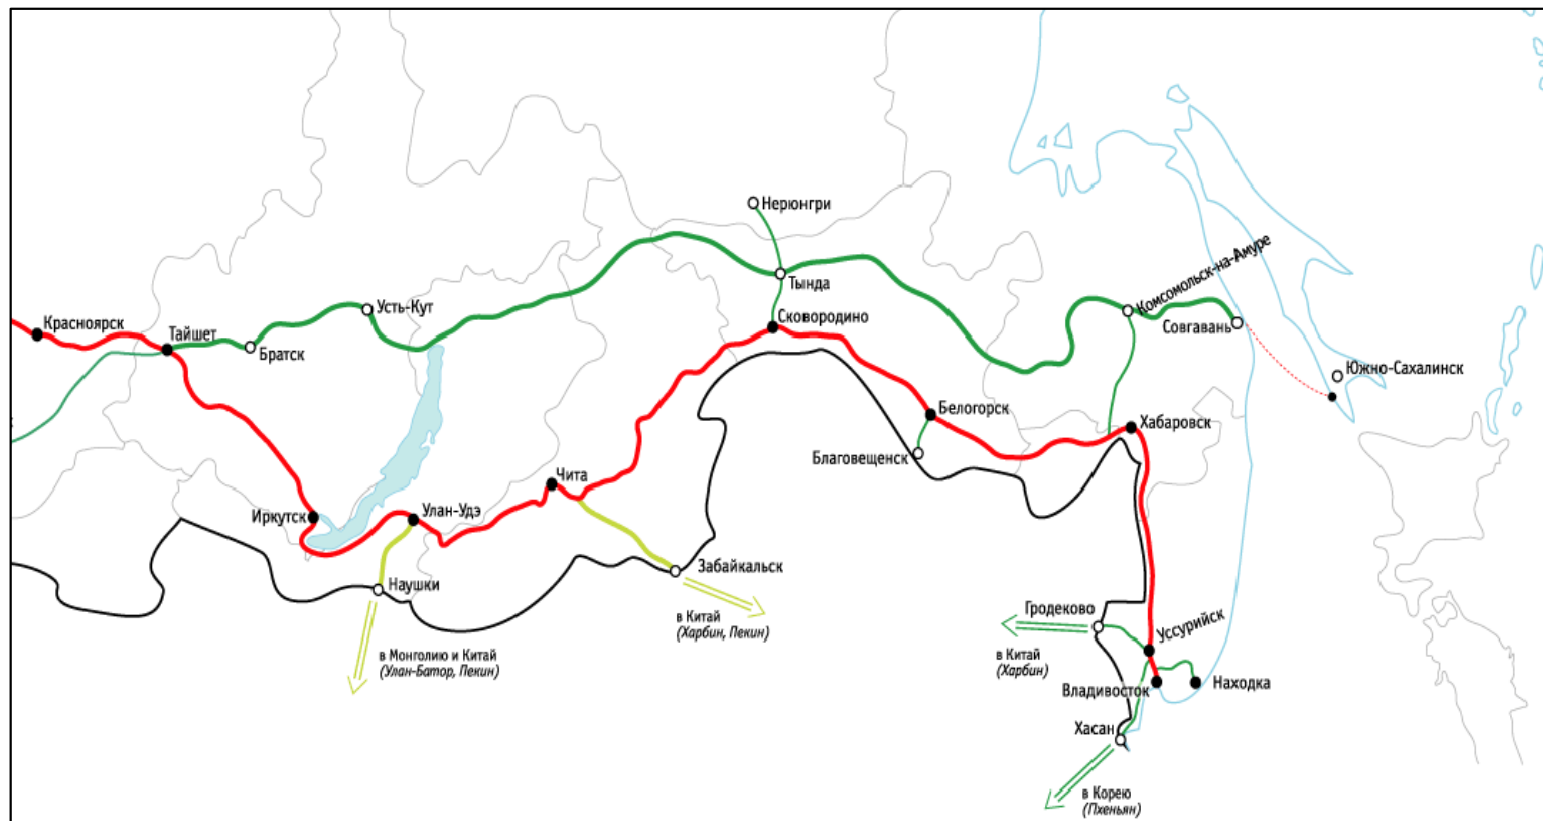 Нерюнгри
Тында
Комсомольск-на-Амуре
Усть-Кут
Красноярск
Тайшет
Братск
Сковородино
Совгавань
Южно-Сахалинск
Белогорск
Хабаровск
Благовещенск
Чита
Иркутск
Улан-Удэ
Забайкальск
Наушки
в Китай
(Харбин, Пекин)
Гродеково
Уссурийск
в Монголию и Китай
(Улан-Батор, Пекин)
в Китай
(Харбин)
Владивосток
Находка
Хасан
в Корею
(Пхеньян)